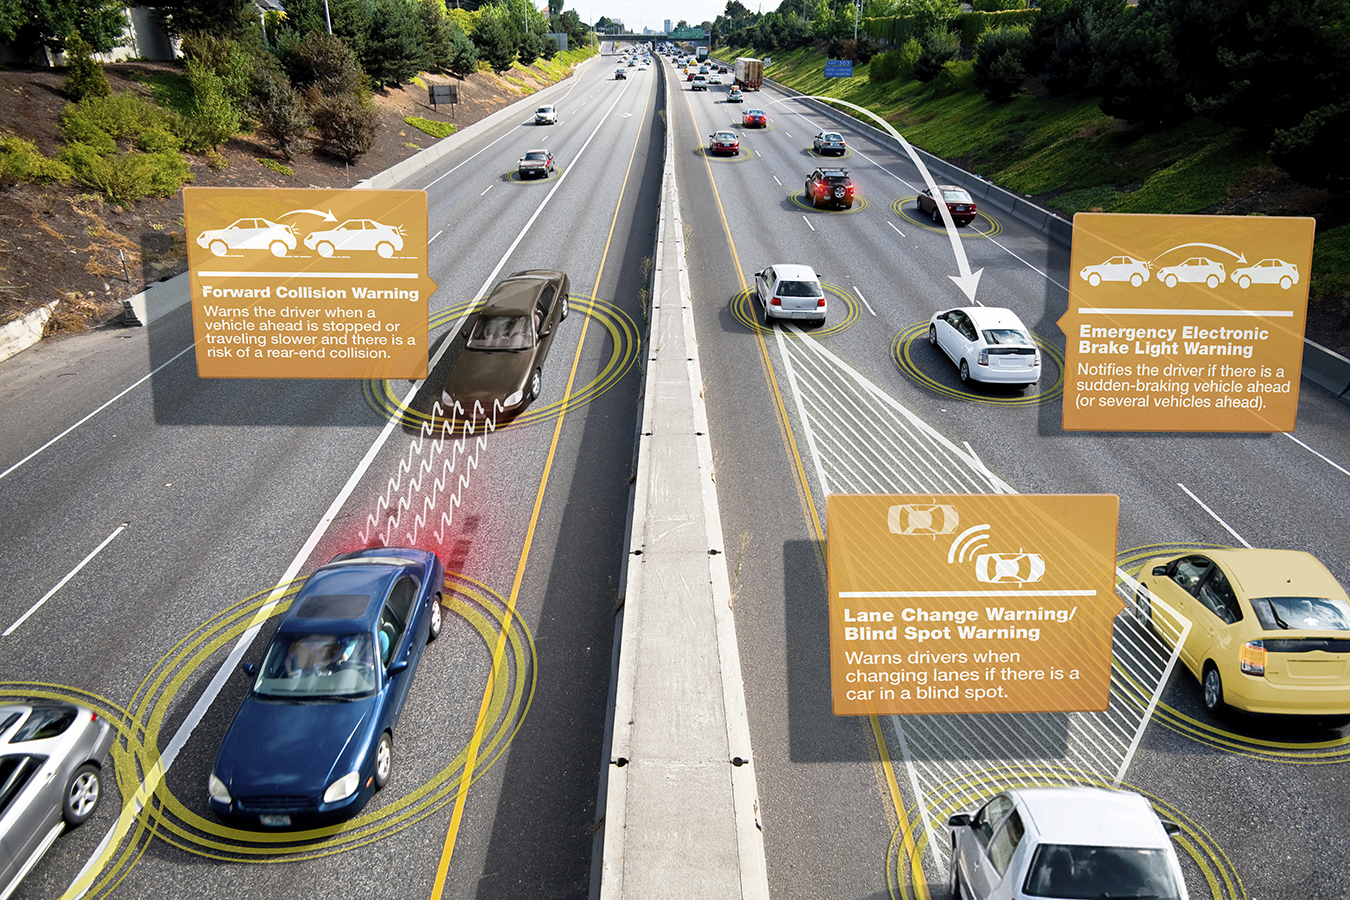 Forward Collision Warning
Warns the driver when a
vehicle ahead is stopped or
traveling slower and there is a
risk of a rear-end collision.
Emergency Electronic
Brake Light Warning
Notifies the driver if there is a
sudden-braking vehicle ahead
(or several vehicles ahead).
Lane Change Warning/
Blind Spot Warning
Warns drivers when
changing lanes if there is a
car in a blind spot.